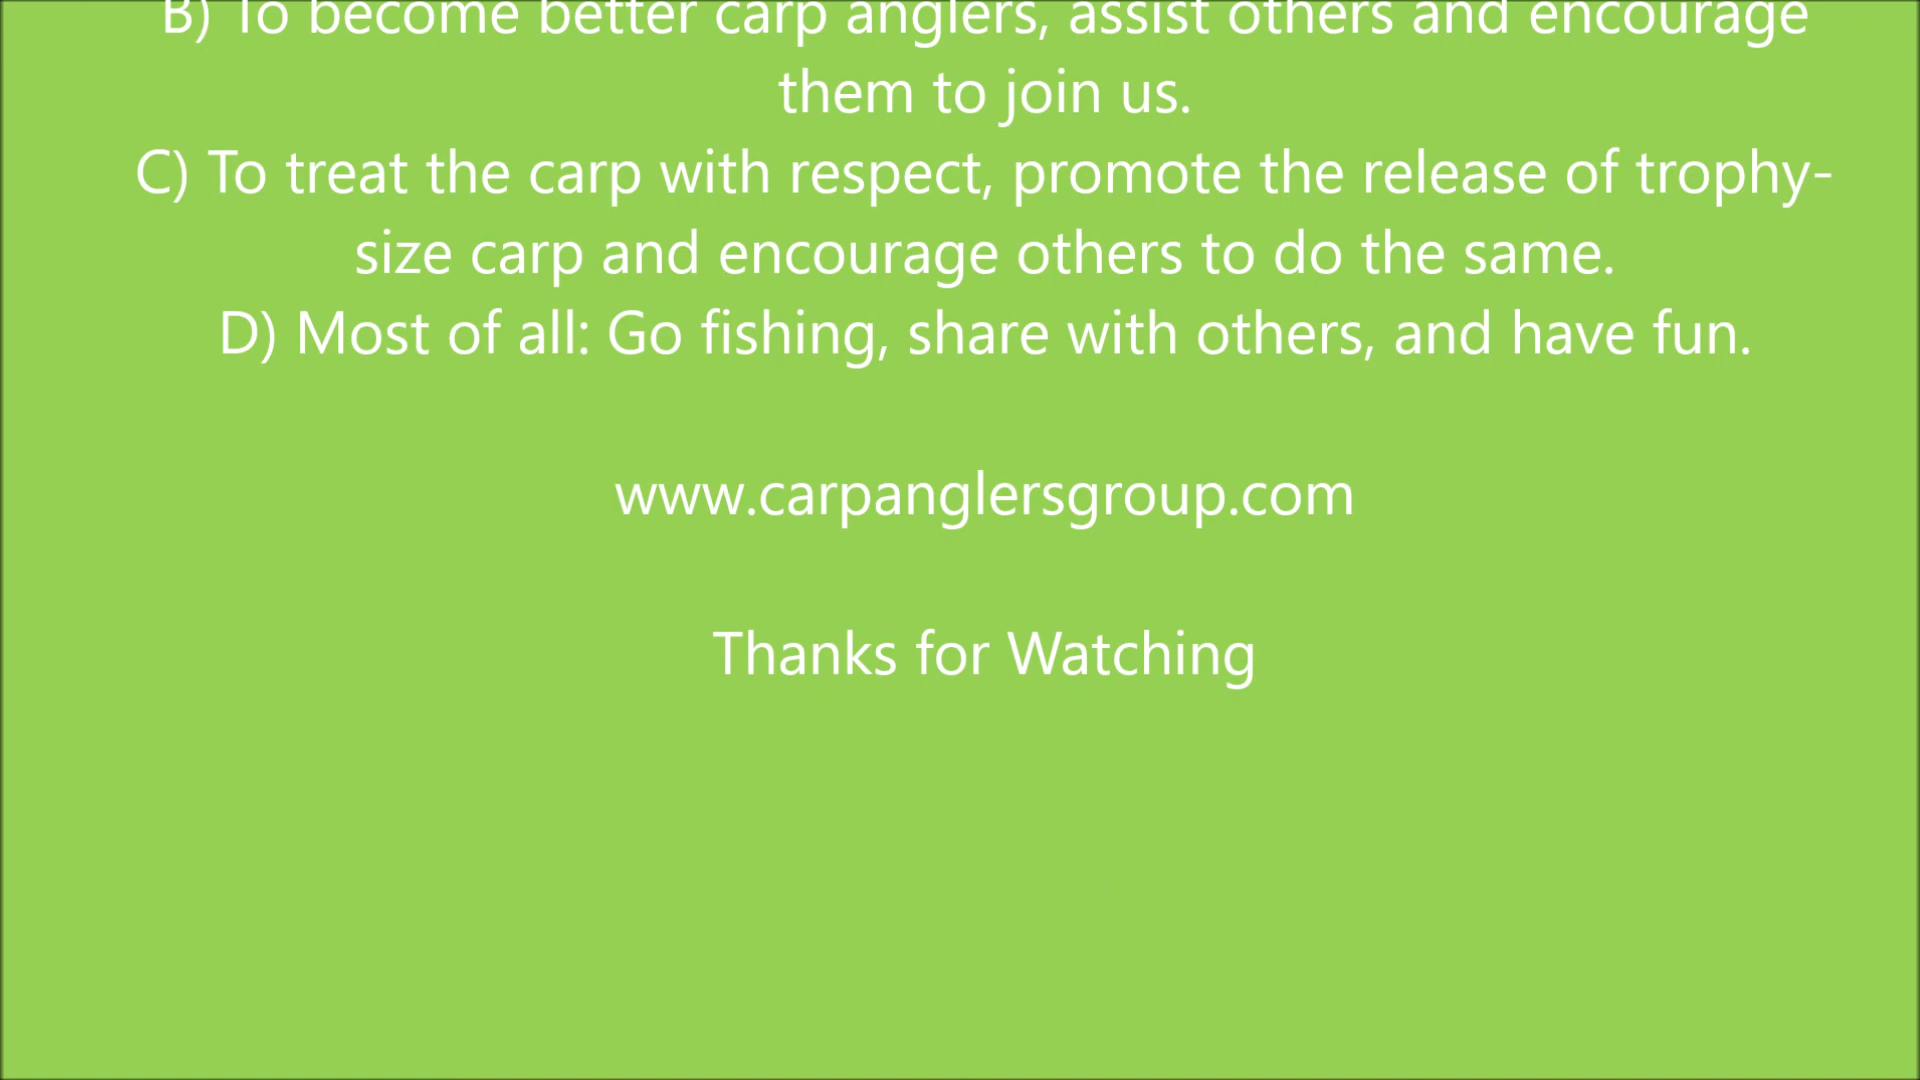 B) To become better carp anglers, assist others and encourage
them to join us.
C) To treat the carp with respect, promote the release of trophy-
size carp and encourage others to do the same.
D) Most of all: Go fishing, share with others, and have fun.
www.carpanglersgroup.com
Thanks for Watching